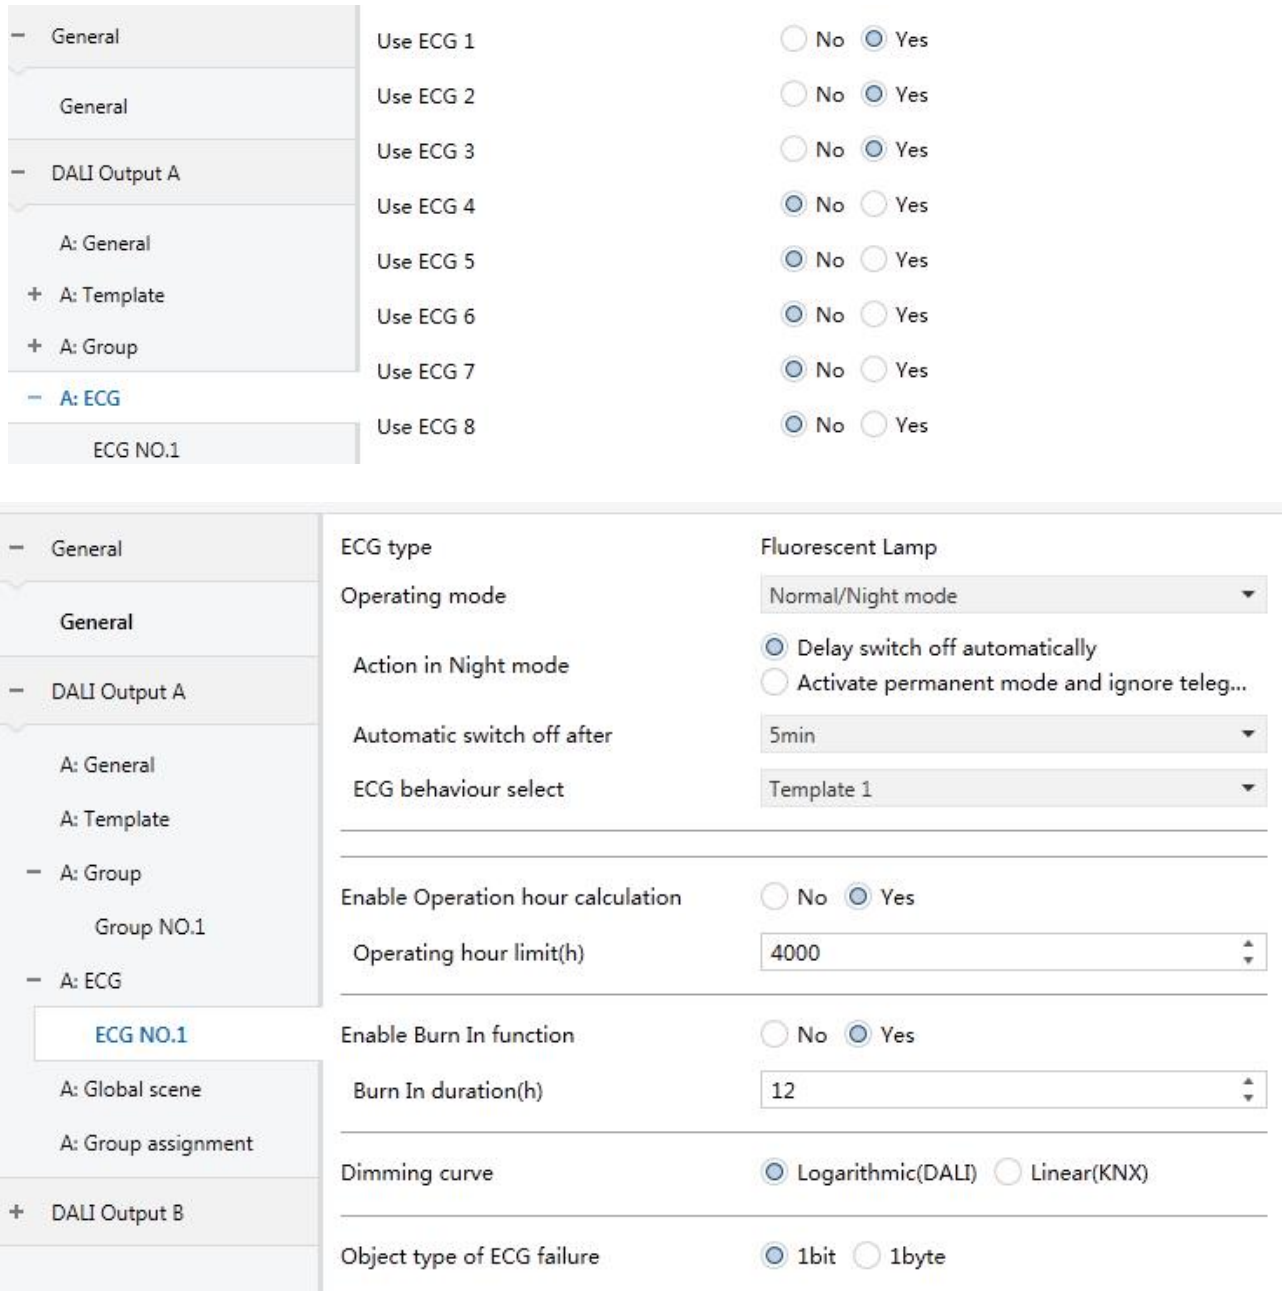 General
General
DALI Output A
A: General
A: Template
A: Group
A: ECG
ECG NO.1
Use ECG 1 No Yes
Use ECG 2 No Yes
Use ECG 3 No Yes
Use ECG 4 No Yes
Use ECG 5 No Yes
Use ECG 6 No Yes
Use ECG 7 No Yes
Use ECG 8 No Yes
General
General
DALI Output A
A: General
A: Template
A: Group
Group NO.1
A: ECG
ECG NO.1
A: Global scene
A: Group assignment
DALI Output B
ECG type Fluorescent Lamp
Operating mode Normal/Night mode
Action in Night mode
Delay switch off automatically
Activate permanent mode and ignore teleg...
Automatic switch off after 5min
ECG behaviour select Template 1
Enable Operation hour calculation No Yes
Operating hour limit(h) 4000
Enable Burn In function No Yes
Burn In duration(h) 12
Dimming curve Logarithmic(DALI) Linear(KNX)
Object type of ECG failure 1bit 1byte